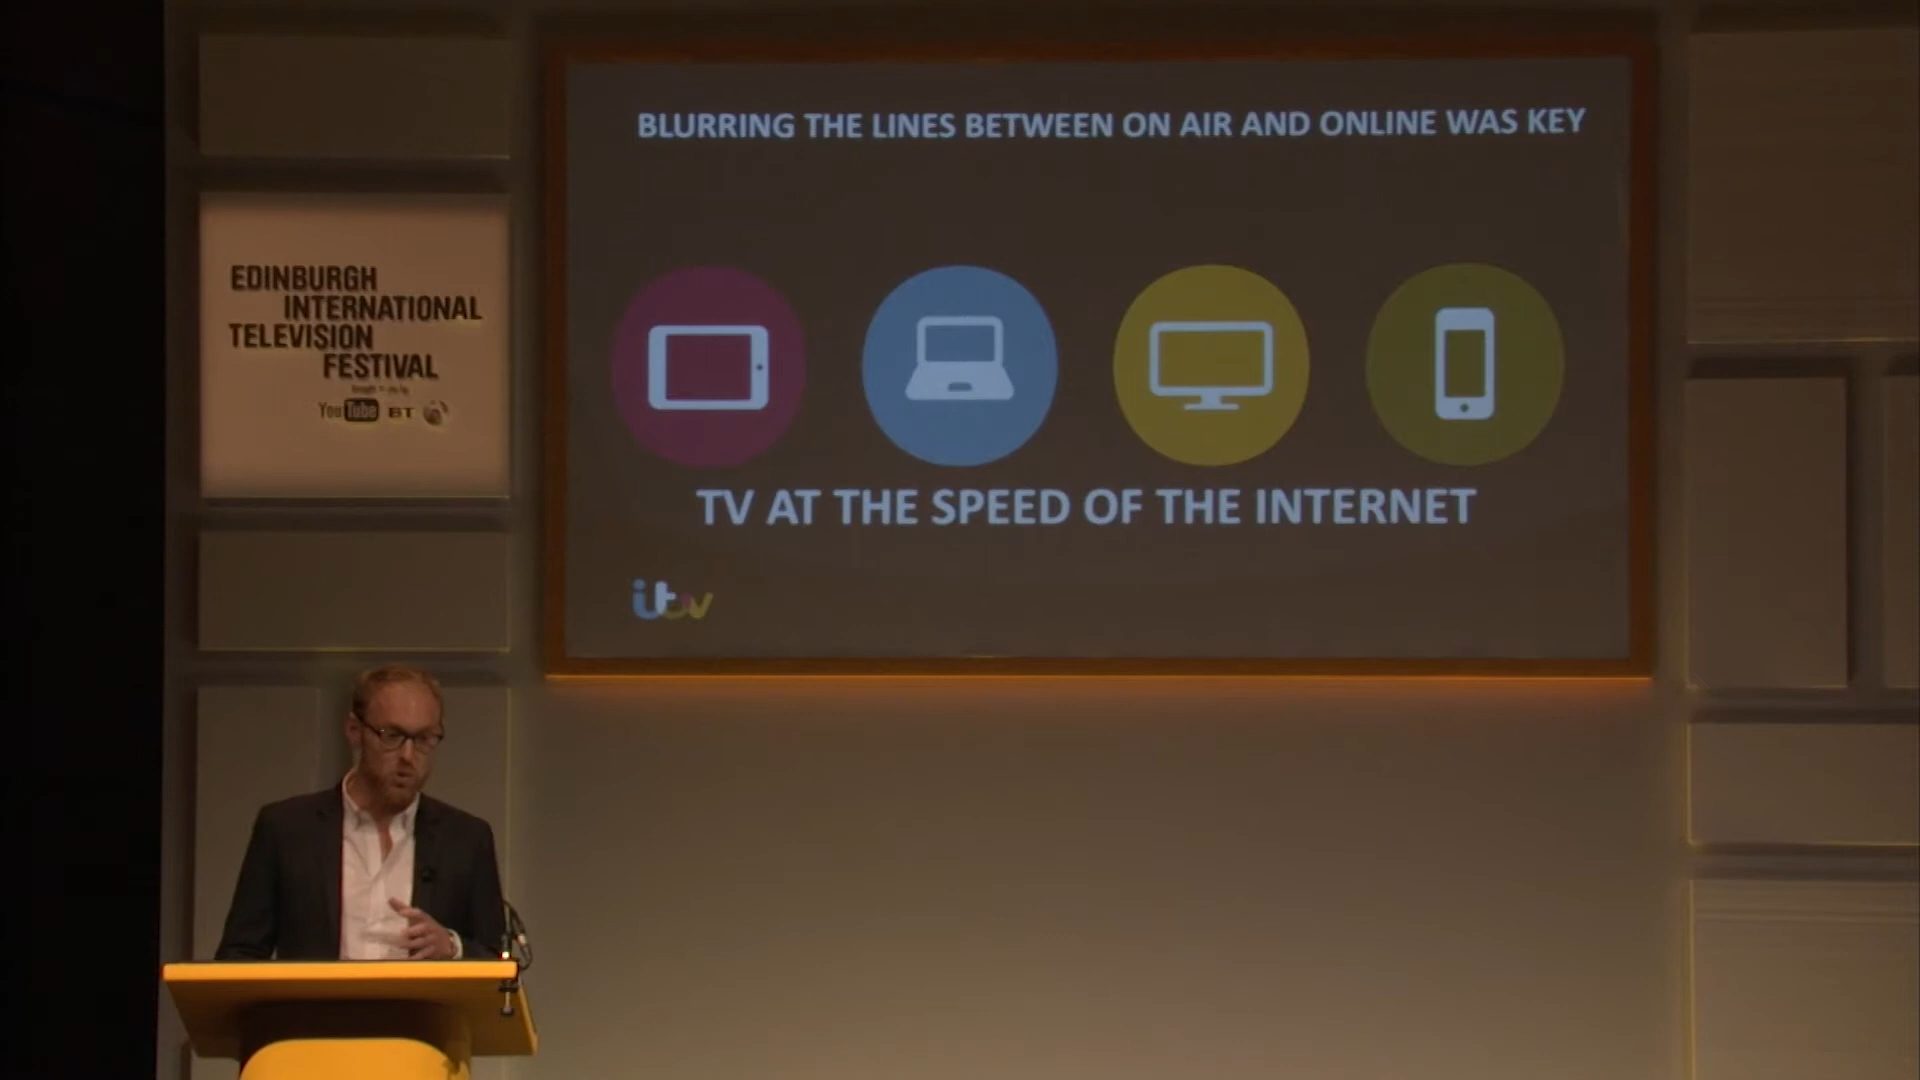 BLURRING THE LINES BETWEEN ON AIR AND ONLINE WAS KEY
TV AT THE SPEED OF THE INTERNET
itv
EDINBURGH
INTERNATIONAL
TELEVISION
FESTIVAL
YouTube BT